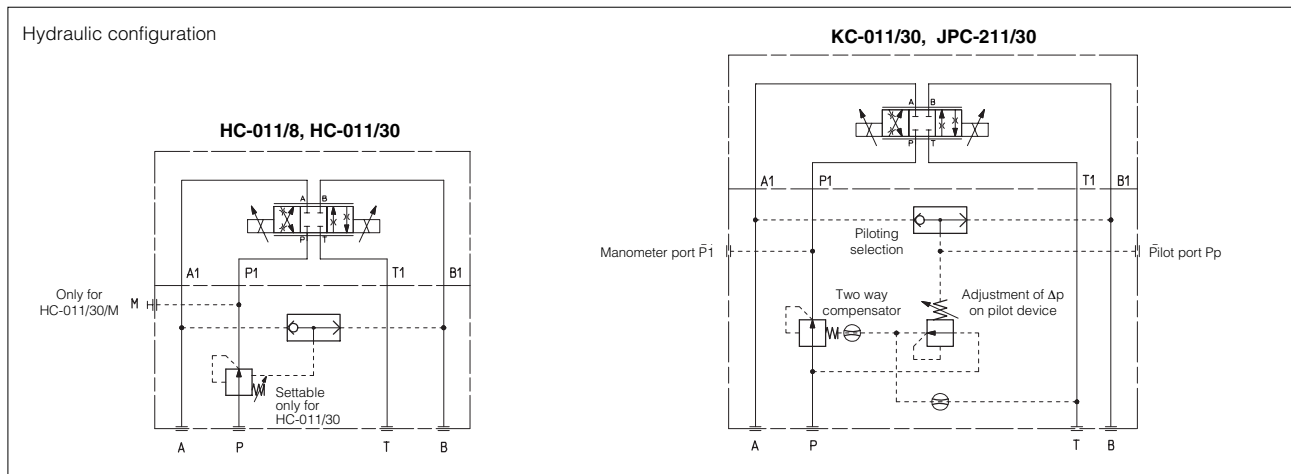 Hydraulic configuration
HC-011/8, HC-011/30
A B
P T
A1 P1 T1 B1
Only for
HC-011/30/M
M
Settable
only for
HC-011/30
A P T B
KC-011/30, JPC-211/30
A B
P T
A1 P1 T1 B1
Piloting
selection
Manometer port P1
Pilot port Pp
Two way
compensator
Adjustment of Δp
on pilot device
A P T B